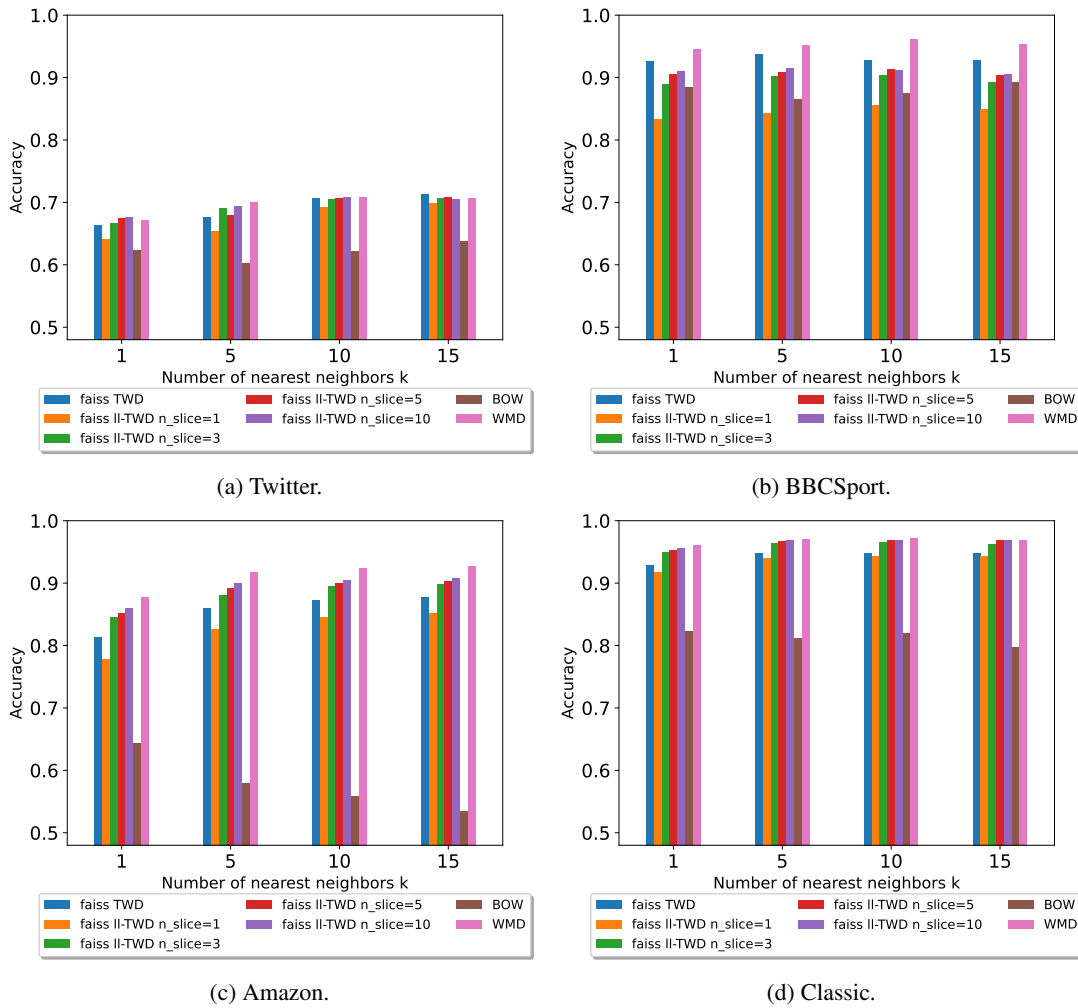 1.0 1.0
0.9 0.9
0.8 0.8
Accuracy Accuracy
0.7 0.7
0.6 0.6
0.5 0.5
1 5 10 15 1 5 10 15
Number of nearest neighbors k Number of nearest neighbors k
faiss TWD faiss ll-TWD n_slice=5 BOW faiss TWD faiss ll-TWD n_slice=5 BOW
faiss ll-TWD n_slice=1 faiss ll-TWD n_slice=10 WMD faiss ll-TWD n_slice=1 faiss ll-TWD n_slice=10 WMD
faiss ll-TWD n_slice=3 faiss ll-TWD n_slice=3
(a) Twitter. (b) BBCSport.
1.0 1.0
0.9 0.9
0.8 0.8
Accuracy Accuracy
0.7 0.7
0.6 0.6
0.5 0.5
1 5 10 15 1 5 10 15
Number of nearest neighbors k Number of nearest neighbors k
faiss TWD faiss ll-TWD n_slice=5 BOW faiss TWD faiss ll-TWD n_slice=5 BOW
faiss ll-TWD n_slice=1 faiss ll-TWD n_slice=10 WMD faiss ll-TWD n_slice=1 faiss ll-TWD n_slice=10 WMD
faiss ll-TWD n_slice=3 faiss ll-TWD n_slice=3
(c) Amazon. (d) Classic.